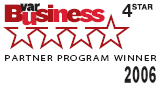 var
Business 4STAR
PARTNER PROGRAM WINNER
2006